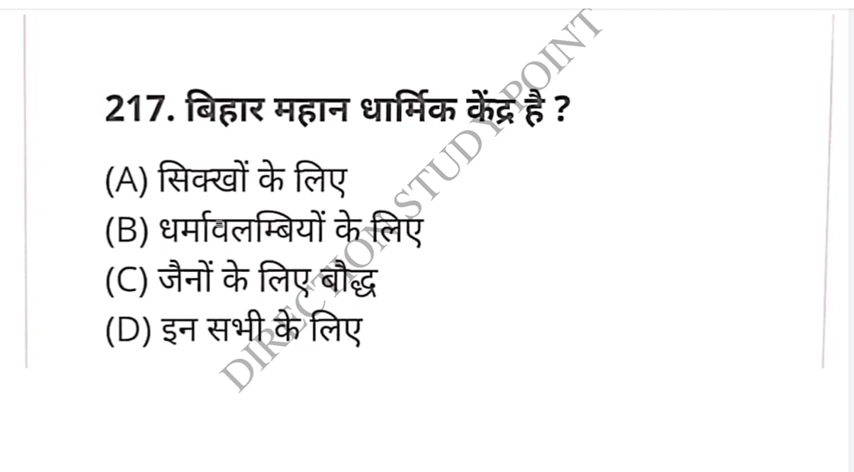 217. बिहार महान धार्मिक केंद्र है ?
(A) सिक्खों के लिए
(B) धर्मावलम्बियों के लिए
(C) जैनों के लिए बौद्ध
(D) इन सभी के लिए
DIRECTION STUDY POINT